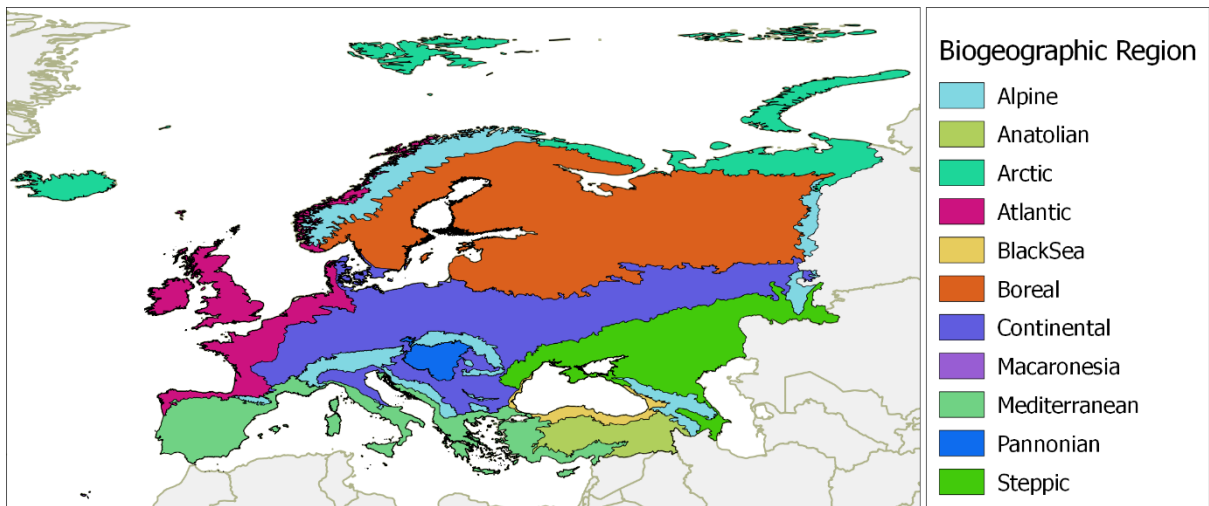 Biogeographic Region
Alpine
Anatolian
Arctic
Atlantic
BlackSea
Boreal
Continental
Macaronesia
Mediterranean
Pannonian
Steppic